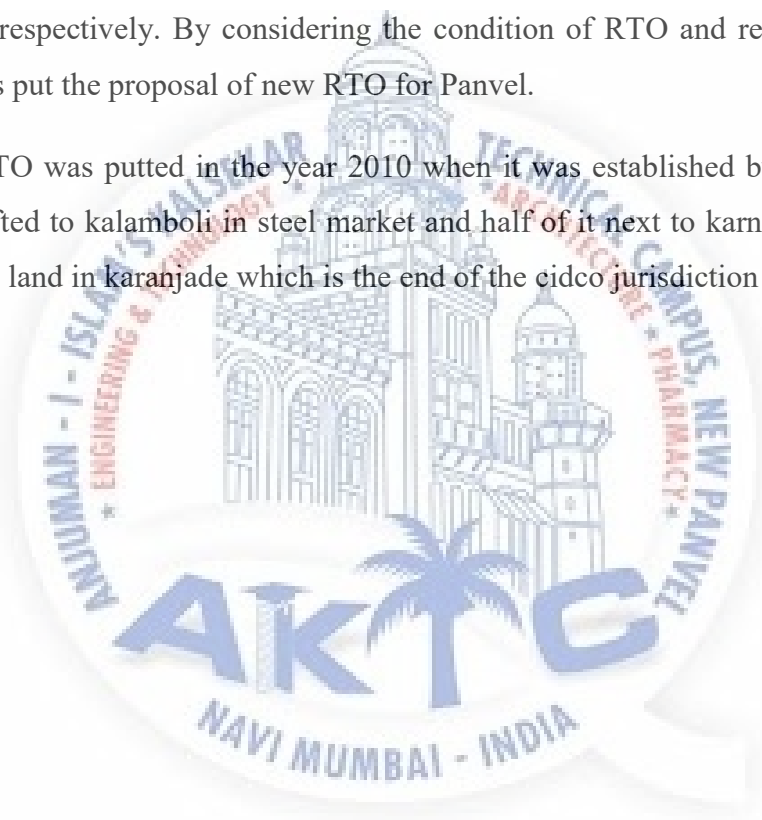 respectively. By considering the condition of RTO and re
s put the proposal of new RTO for Panvel.
TO was putted in the year 2010 when it was established b
ted to kalamboli in steel market and half of it next to karn
land in karanjade which is the end of the cidco jurisdiction
ANJUMAN - I - ISLAM'S KALSEKAR TECHNICAL CAMPUS, NEW PANVEL
★ ENGINEERING & TECHNOLOGY ★ ARCHITECTURE ★ PHARMACY ★
AKTC
NAVI MUMBAI - INDIA